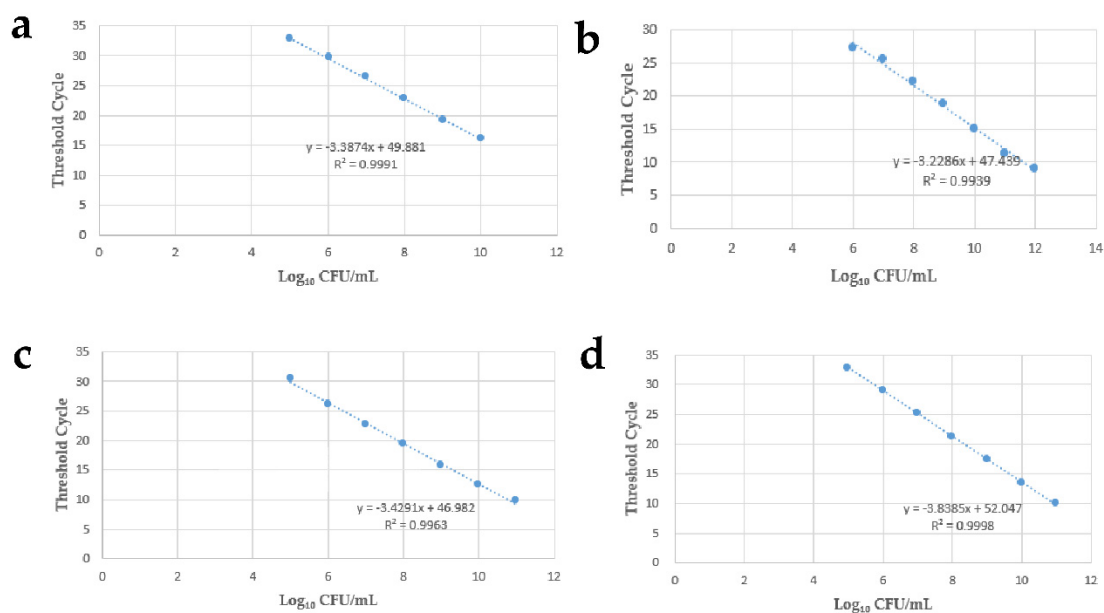 a
35
30
25
20
15
10
5
0
Threshold Cycle
y = -3.3874x + 49.881
R² = 0.9991
0 2 4 6 8 10 12
Log₁₀ CFU/mL
b
30
25
20
15
10
5
0
Threshold Cycle
y = -3.2286x + 47.439
R² = 0.9939
0 2 4 6 8 10 12 14
Log₁₀ CFU/mL
c
35
30
25
20
15
10
5
0
Threshold Cycle
y = -3.4291x + 46.982
R² = 0.9963
0 2 4 6 8 10 12
Log₁₀ CFU/mL
d
35
30
25
20
15
10
5
0
Threshold Cycle
y = -3.8385x + 52.047
R² = 0.9998
0 2 4 6 8 10 12
Log₁₀ CFU/mL